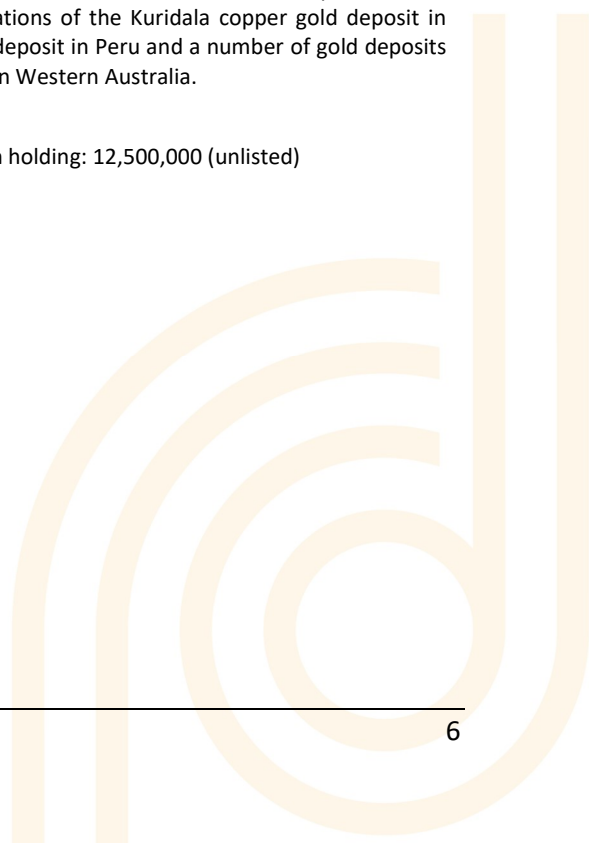 ations of the Kuridala copper gold deposit in
deposit in Peru and a number of gold deposits
n Western Australia.
holding: 12,500,000 (unlisted)
6